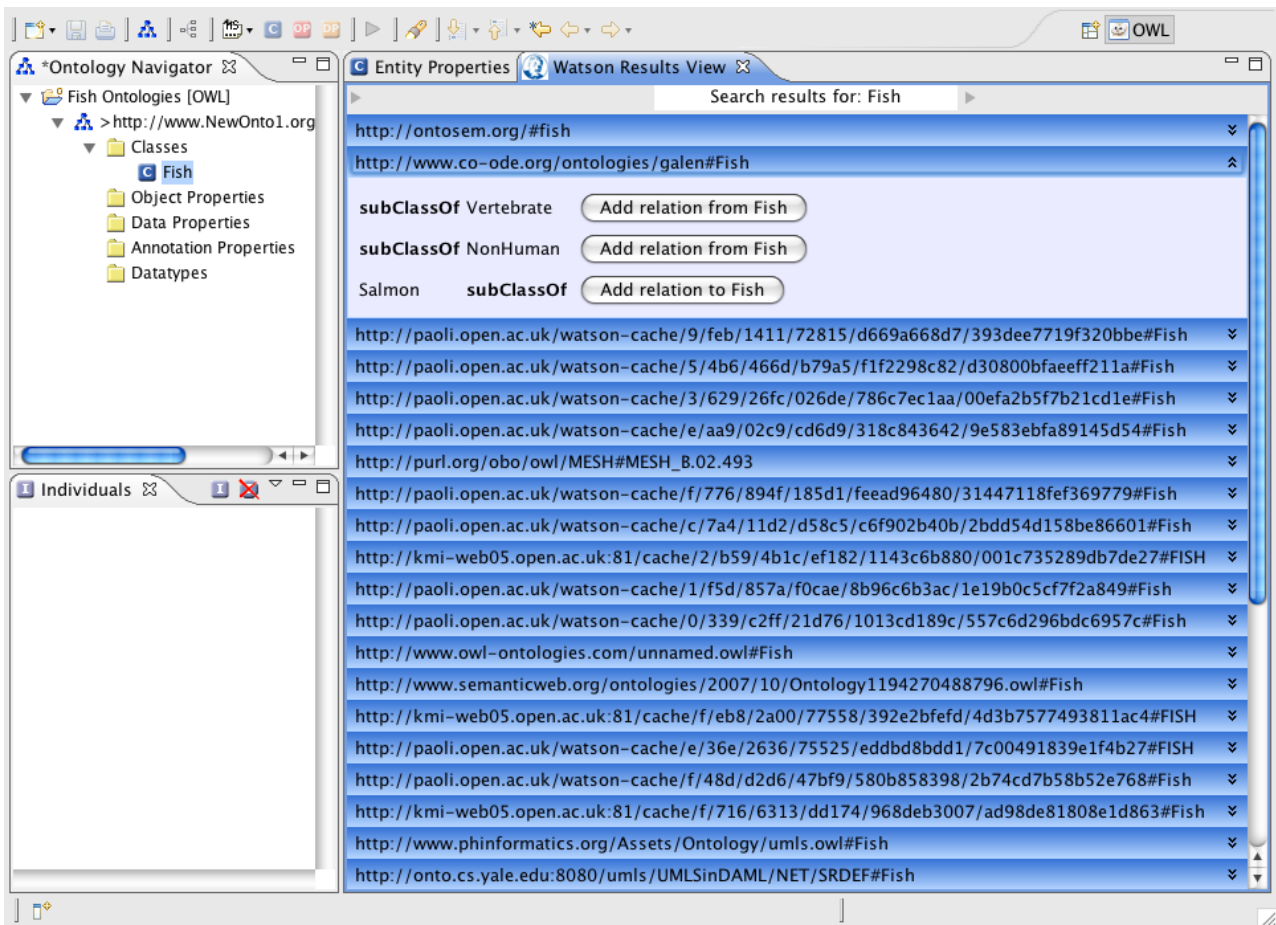 OWL
*Ontology Navigator
Fish Ontologies [OWL]
>http://www.NewOnto1.org
Classes
Fish
Object Properties
Data Properties
Annotation Properties
Datatypes
Individuals
Entity Properties
Watson Results View
Search results for: Fish
http://ontosem.org/#fish
http://www.co-ode.org/ontologies/galen#Fish
subClassOf Vertebrate Add relation from Fish
subClassOf NonHuman Add relation from Fish
Salmon subClassOf Add relation to Fish
http://paoli.open.ac.uk/watson-cache/9/feb/1411/72815/d669a668d7/393dee7719f320bbe#Fish
http://paoli.open.ac.uk/watson-cache/5/4b6/466d/b79a5/f1f2298c82/d30800bfaeeff211a#Fish
http://paoli.open.ac.uk/watson-cache/3/629/26fc/026de/786c7ec1aa/00efa2b5f7b21cd1e#Fish
http://paoli.open.ac.uk/watson-cache/e/aa9/02c9/cd6d9/318c843642/9e583ebfa89145d54#Fish
http://purl.org/obo/owl/MESH#MESH_B.02.493
http://paoli.open.ac.uk/watson-cache/f/776/894f/185d1/feead96480/31447118fef369779#Fish
http://paoli.open.ac.uk/watson-cache/c/7a4/11d2/d58c5/c6f902b40b/2bdd54d158be86601#Fish
http://kmi-web05.open.ac.uk:81/cache/2/b59/4b1c/ef182/1143c6b880/001c735289db7de27#FISH
http://paoli.open.ac.uk/watson-cache/1/f5d/857a/f0cae/8b96c6b3ac/1e19b0c5cf7f2a849#Fish
http://paoli.open.ac.uk/watson-cache/0/339/c2ff/21d76/1013cd189c/557c6d296bdc6957c#Fish
http://www.owl-ontologies.com/unnamed.owl#Fish
http://www.semanticweb.org/ontologies/2007/10/Ontology1194270488796.owl#Fish
http://kmi-web05.open.ac.uk:81/cache/f/eb8/2a00/77558/392e2bfefd/4d3b7577493811ac4#FISH
http://paoli.open.ac.uk/watson-cache/e/36e/2636/75525/eddbd8bdd1/7c00491839e1f4b27#FISH
http://paoli.open.ac.uk/watson-cache/f/48d/d2d6/47bf9/580b858398/2b74cd7b58b52e768#Fish
http://kmi-web05.open.ac.uk:81/cache/f/716/6313/dd174/968deb3007/ad98de81808e1d863#Fish
http://www.phinformatics.org/Assets/Ontology/umls.owl#Fish
http://onto.cs.yale.edu:8080/umls/UMLSinDAML/NET/SRDEF#Fish